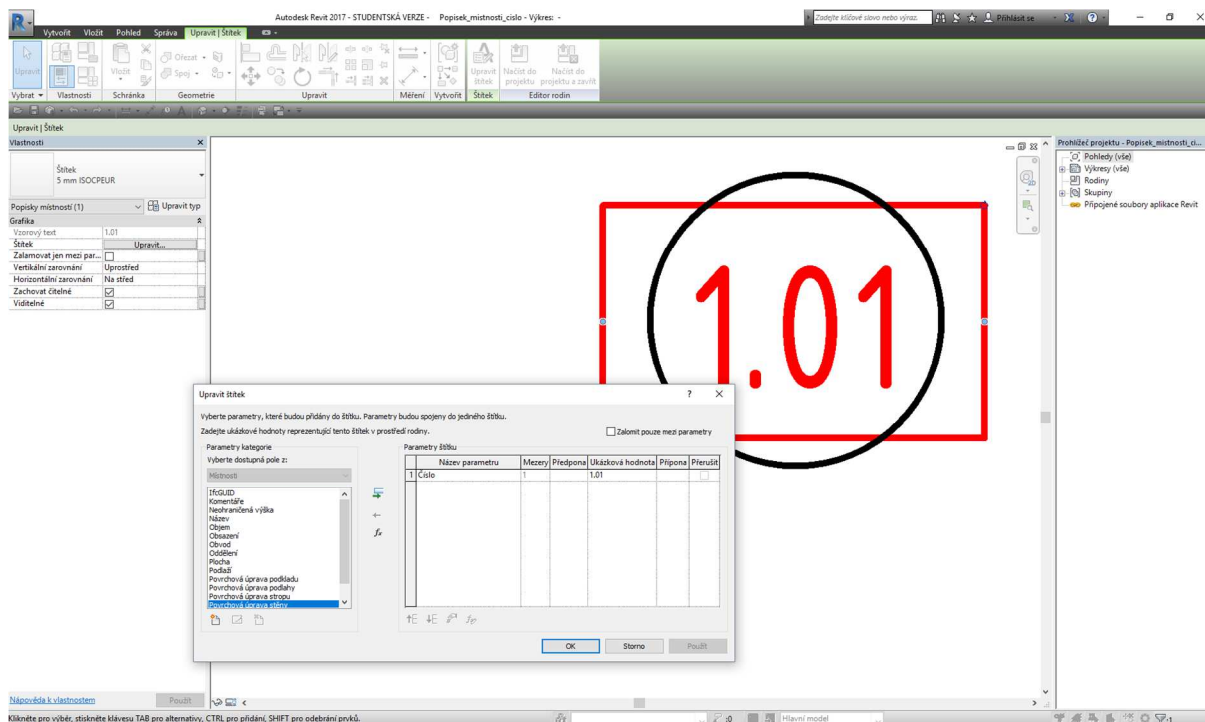 R
Autodesk Revit 2017 - STUDENTSKÁ VERZE - Popisek_mistnosti_cislo - Výkres: -
Zadejte klíčové slovo nebo výraz.
Přihlásit se
Vytvořit Vložit Pohled Správa Upravit | Štítek
Upravit
Vložit
Ořezat
Spoj
Upravit štítek
Načíst do projektu
Načíst do projektu a zavřít
Vybrat Vlastnosti Schránka Geometrie Upravit Měření Vytvořit Štítek Editor rodin
Upravit | Štítek
Vlastnosti
Štítek
5 mm ISOCPEUR
Popisky místností (1) Upravit typ
Grafika
Vzorový text 1.01
Štítek Upravit...
Zalamovat jen mezi par...
Vertikální zarovnání Uprostřed
Horizontální zarovnání Na střed
Zachovat čitelné
Viditelné
Nápověda k vlastnostem Použít
1.01
Prohlížeč projektu - Popisek_mistnosti_ci...
Pohledy (vše)
Výkresy (vše)
Rodiny
Skupiny
Připojené soubory aplikace Revit
Upravit štítek ?
Vyberte parametry, které budou přidány do štítku. Parametry budou spojeny do jediného štítku.
Zadejte ukázkové hodnoty reprezentující tento štítek v prostředí rodiny.
Zalomit pouze mezi parametry
Parametry kategorie
Vyberte dostupná pole z:
Místnosti
IfcGUID
Komentáře
Neohraničená výška
Název
Objem
Obsazení
Obvod
Oddělení
Plocha
Podlaží
Povrchová úprava podkladu
Povrchová úprava podlahy
Povrchová úprava stropu
Povrchová úprava stěny
Parametry štítku
Název parametru Mezery Předpona Ukázková hodnota Přípona Přerušit
1 Číslo 1 1.01
OK Storno Použít
Klikněte pro výběr, stiskněte klávesu TAB pro alternativy, CTRL pro přidání, SHIFT pro odebrání prvků.
:0 Hlavní model :1